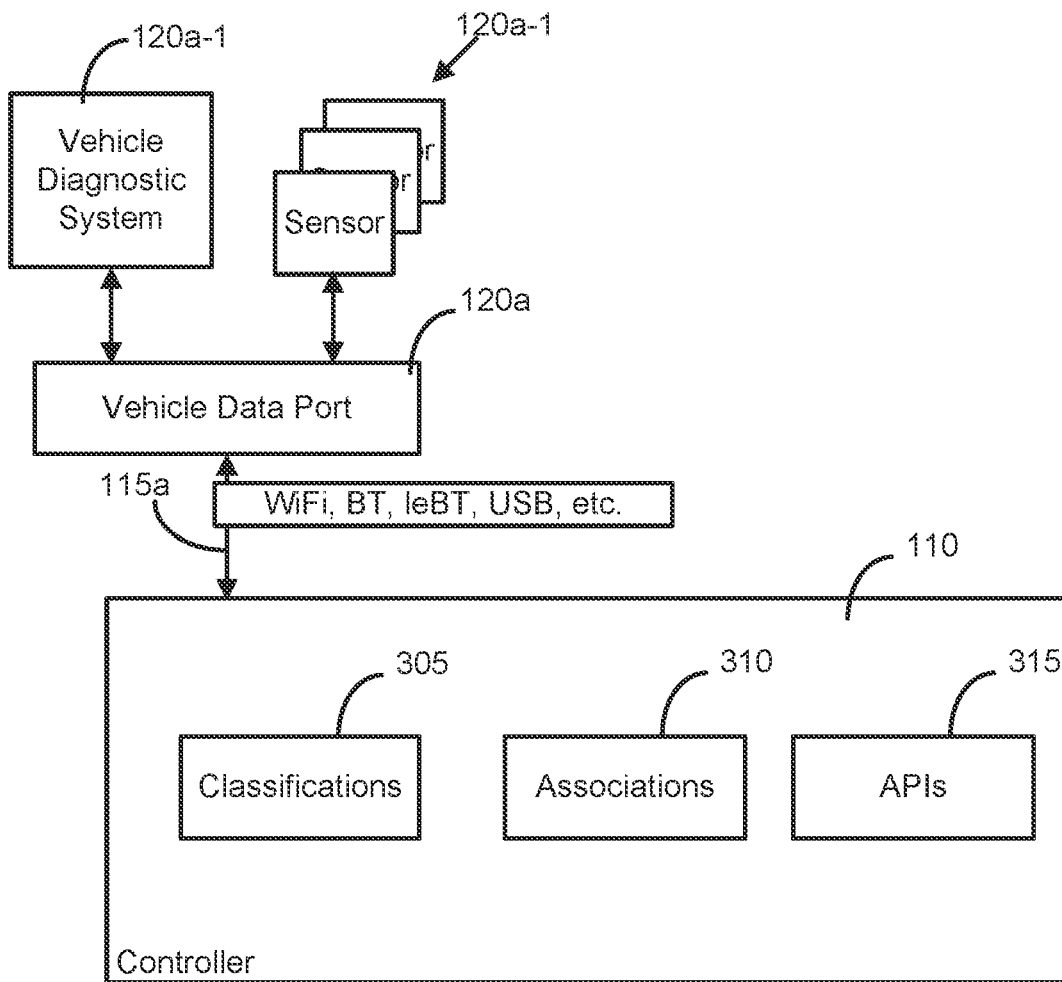 120a-1
120a-1
Vehicle
Diagnostic
System
Sensor
120a
Vehicle Data Port
115a
WiFi, BT, leBT, USB, etc.
110
305
310
315
Classifications
Associations
APIs
Controller